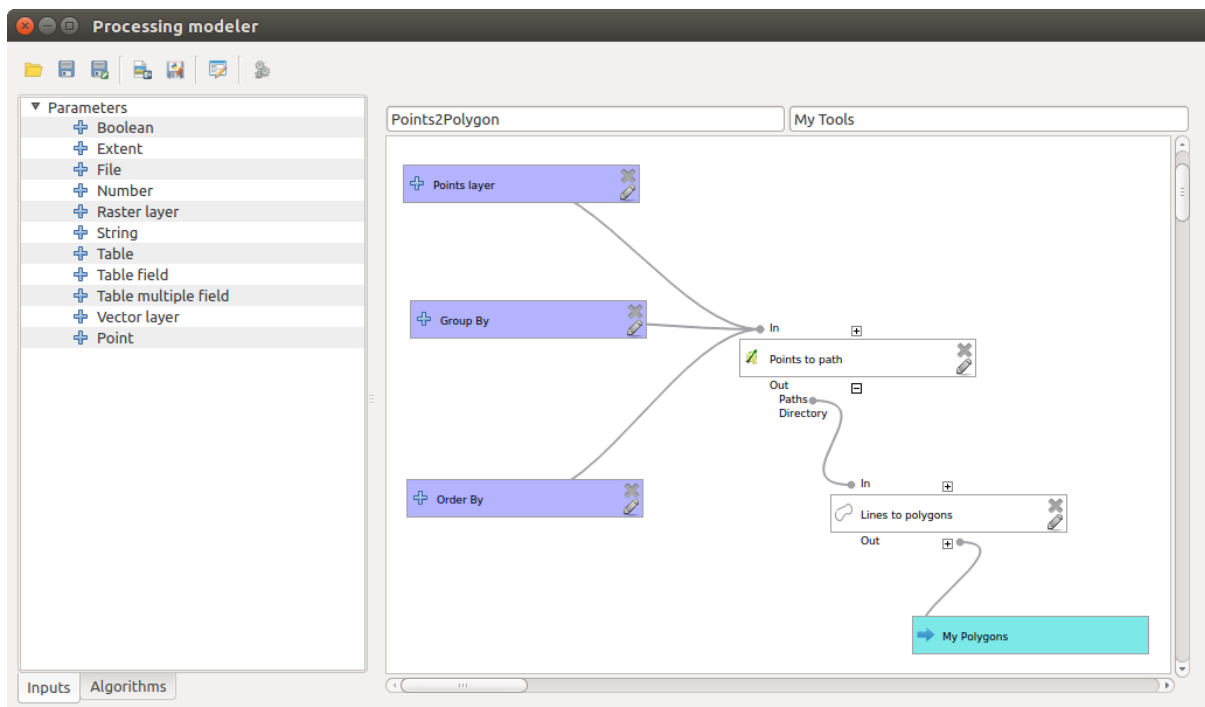 Processing modeler
Parameters
Boolean
Extent
File
Number
Raster layer
String
Table
Table field
Table multiple field
Vector layer
Point
Inputs
Algorithms
Points2Polygon
My Tools
Points layer
Group By
In
Points to path
Out
Paths
Directory
Order By
In
Lines to polygons
Out
My Polygons